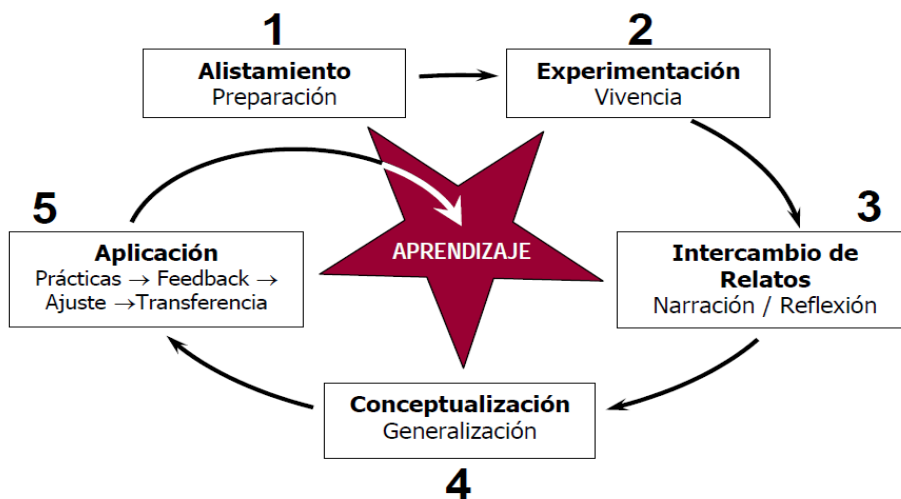 1
Alistamiento
Preparación
2
Experimentación
Vivencia
3
Intercambio de
Relatos
Narración / Reflexión
4
Conceptualización
Generalización
5
Aplicación
Prácticas → Feedback →
Ajuste →Transferencia
APRENDIZAJE